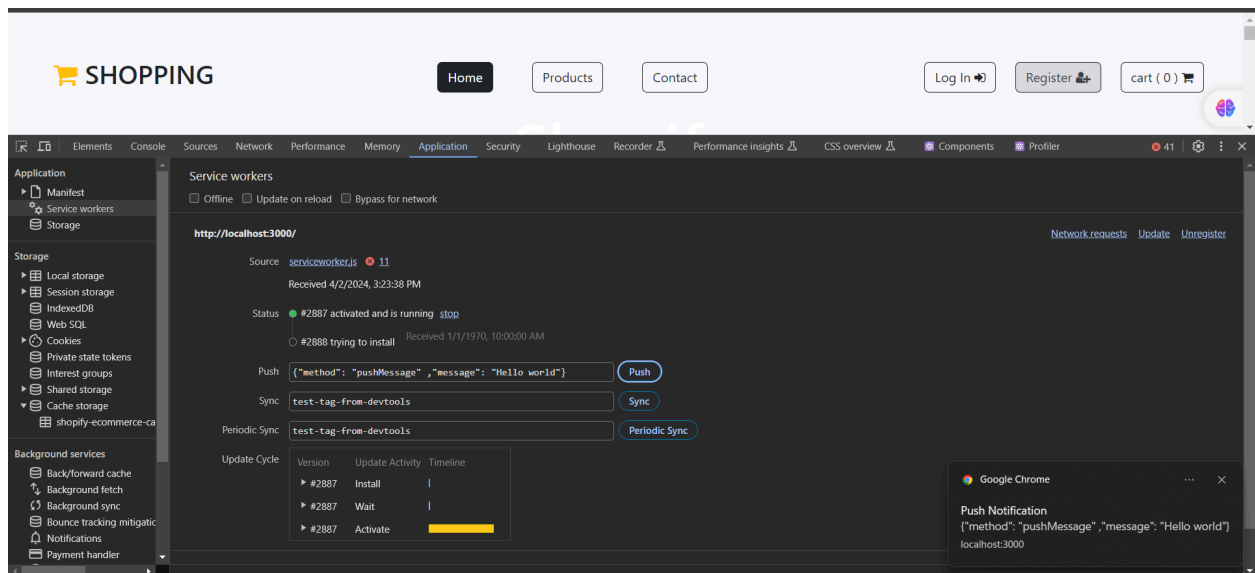 SHOPPING
Home
Products
Contact
Log In
Register
cart ( 0 )
Elements Console Sources Network Performance Memory Application Security Lighthouse Recorder Performance insights CSS overview Components Profiler 41
Application
Manifest
Service workers
Storage
Storage
Local storage
Session storage
IndexedDB
Web SQL
Cookies
Private state tokens
Interest groups
Shared storage
Cache storage
shopify-ecommerce-ca
Background services
Back/forward cache
Background fetch
Background sync
Bounce tracking mitigatic
Notifications
Payment handler
Service workers
Offline Update on reload Bypass for network
http://localhost:3000/ Network requests Update Unregister
Source serviceworker.js 11
Received 4/2/2024, 3:23:38 PM
Status #2887 activated and is running stop
#2888 trying to install Received 1/1/1970, 10:00:00 AM
Push {"method": "pushMessage" ,"message": "Hello world"} Push
Sync test-tag-from-devtools Sync
Periodic Sync test-tag-from-devtools Periodic Sync
Update Cycle Version Update Activity Timeline
#2887 Install
#2887 Wait
#2887 Activate
Google Chrome
Push Notification
{"method": "pushMessage" ,"message": "Hello world"}
localhost:3000